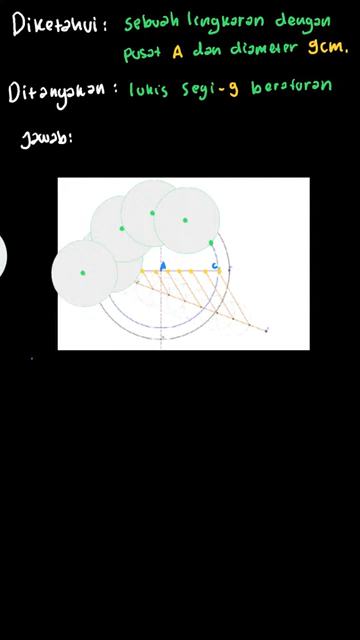 Diketahui: sebuah lingkaran dengan
pusat A dan diameter 9cm.
Ditanyakan: lukis segi-9 beraturan
Jawab:
A
C